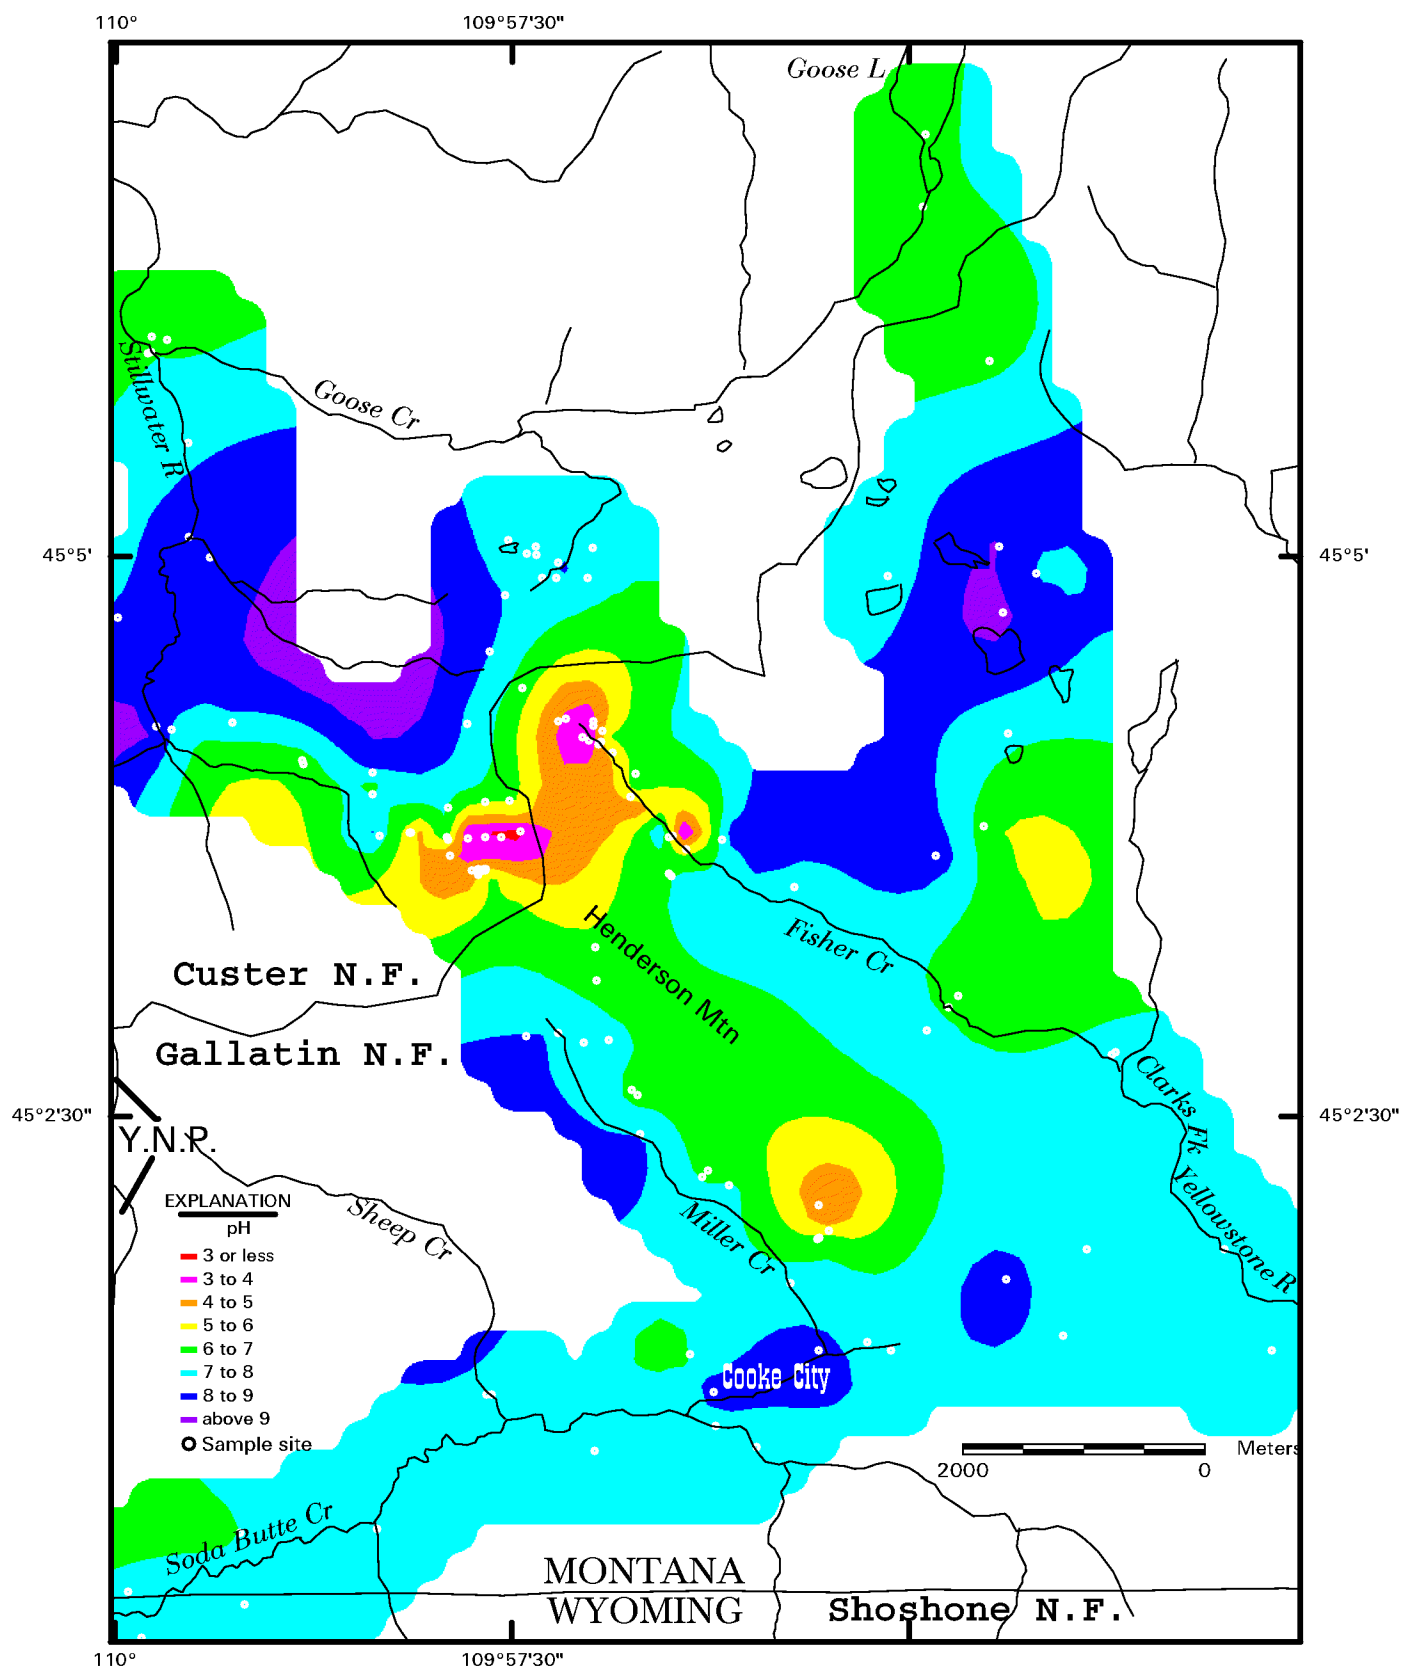 110°
109°57'30"
Goose L
Stillwater R
Goose Cr
45°5'
45°5'
Henderson Mtn
Fisher Cr
Custer N.F.
Gallatin N.F.
Clarks Fk
Yellowstone R
45°2'30"
45°2'30"
Y.N.P.
EXPLANATION
pH
3 or less
3 to 4
4 to 5
5 to 6
6 to 7
7 to 8
8 to 9
above 9
Sample site
Sheep Cr
Miller Cr
Cooke City
Meters
2000
0
Soda Butte Cr
MONTANA
WYOMING
Shoshone N.F.
110°
109°57'30"